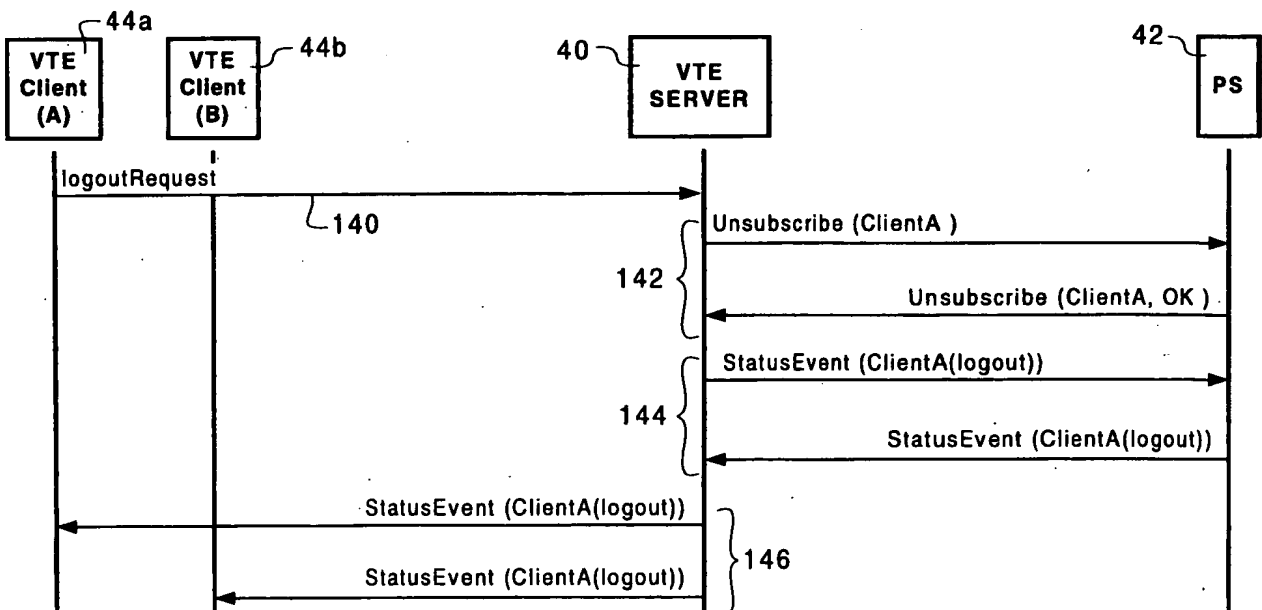 44a
VTE
Client
(A)
44b
VTE
Client
(B)
40
VTE
SERVER
42
PS
logoutRequest
140
Unsubscribe (ClientA )
142
Unsubscribe (ClientA, OK )
StatusEvent (ClientA(logout))
144
StatusEvent (ClientA(logout))
StatusEvent (ClientA(logout))
146
StatusEvent (ClientA(logout))